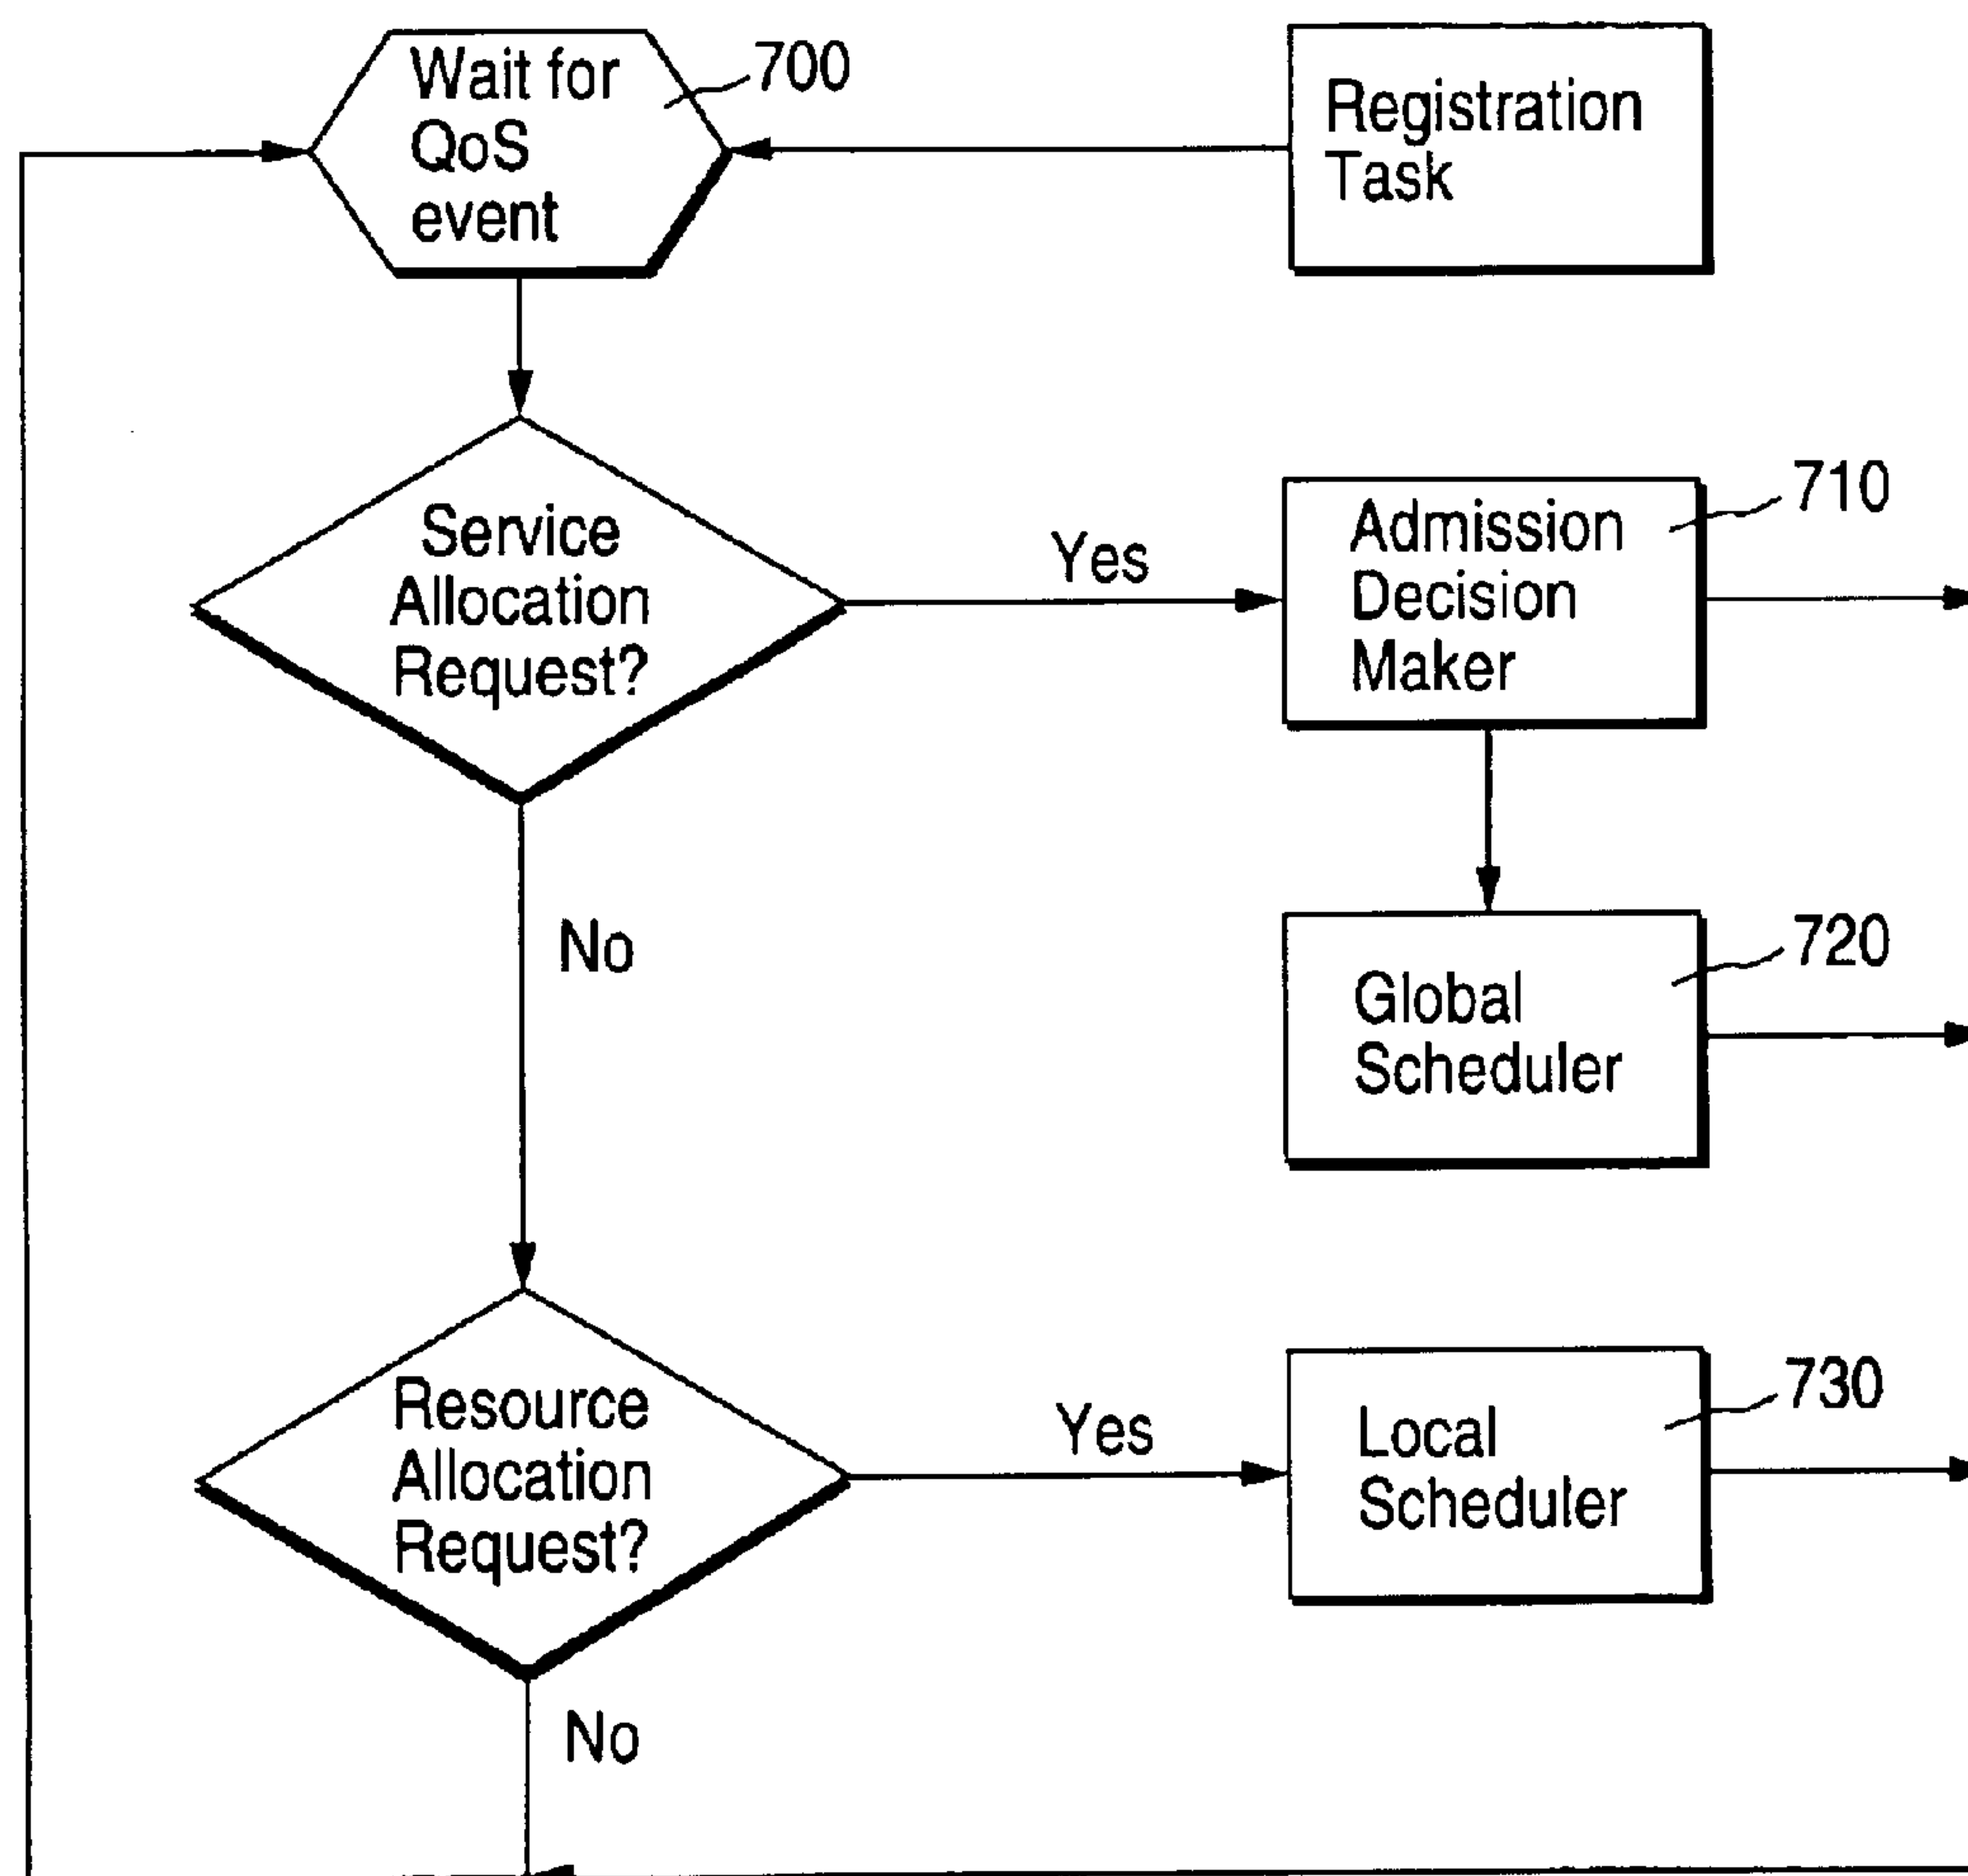 Wait for
QoS
event
700
Registration
Task
Service
Allocation
Request?
Yes
Admission
Decision
Maker
710
No
Global
Scheduler
720
Resource
Allocation
Request?
Yes
Local
Scheduler
730
No